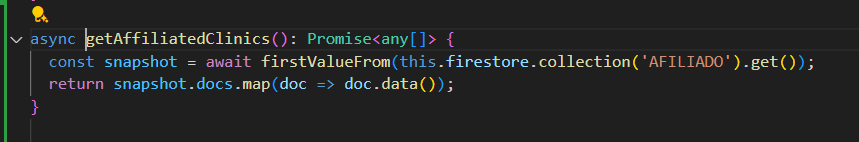 async getAffiliatedClinics(): Promise<any[]> {
const snapshot = await firstValueFrom(this.firestore.collection('AFILIADO').get());
return snapshot.docs.map(doc => doc.data());
}